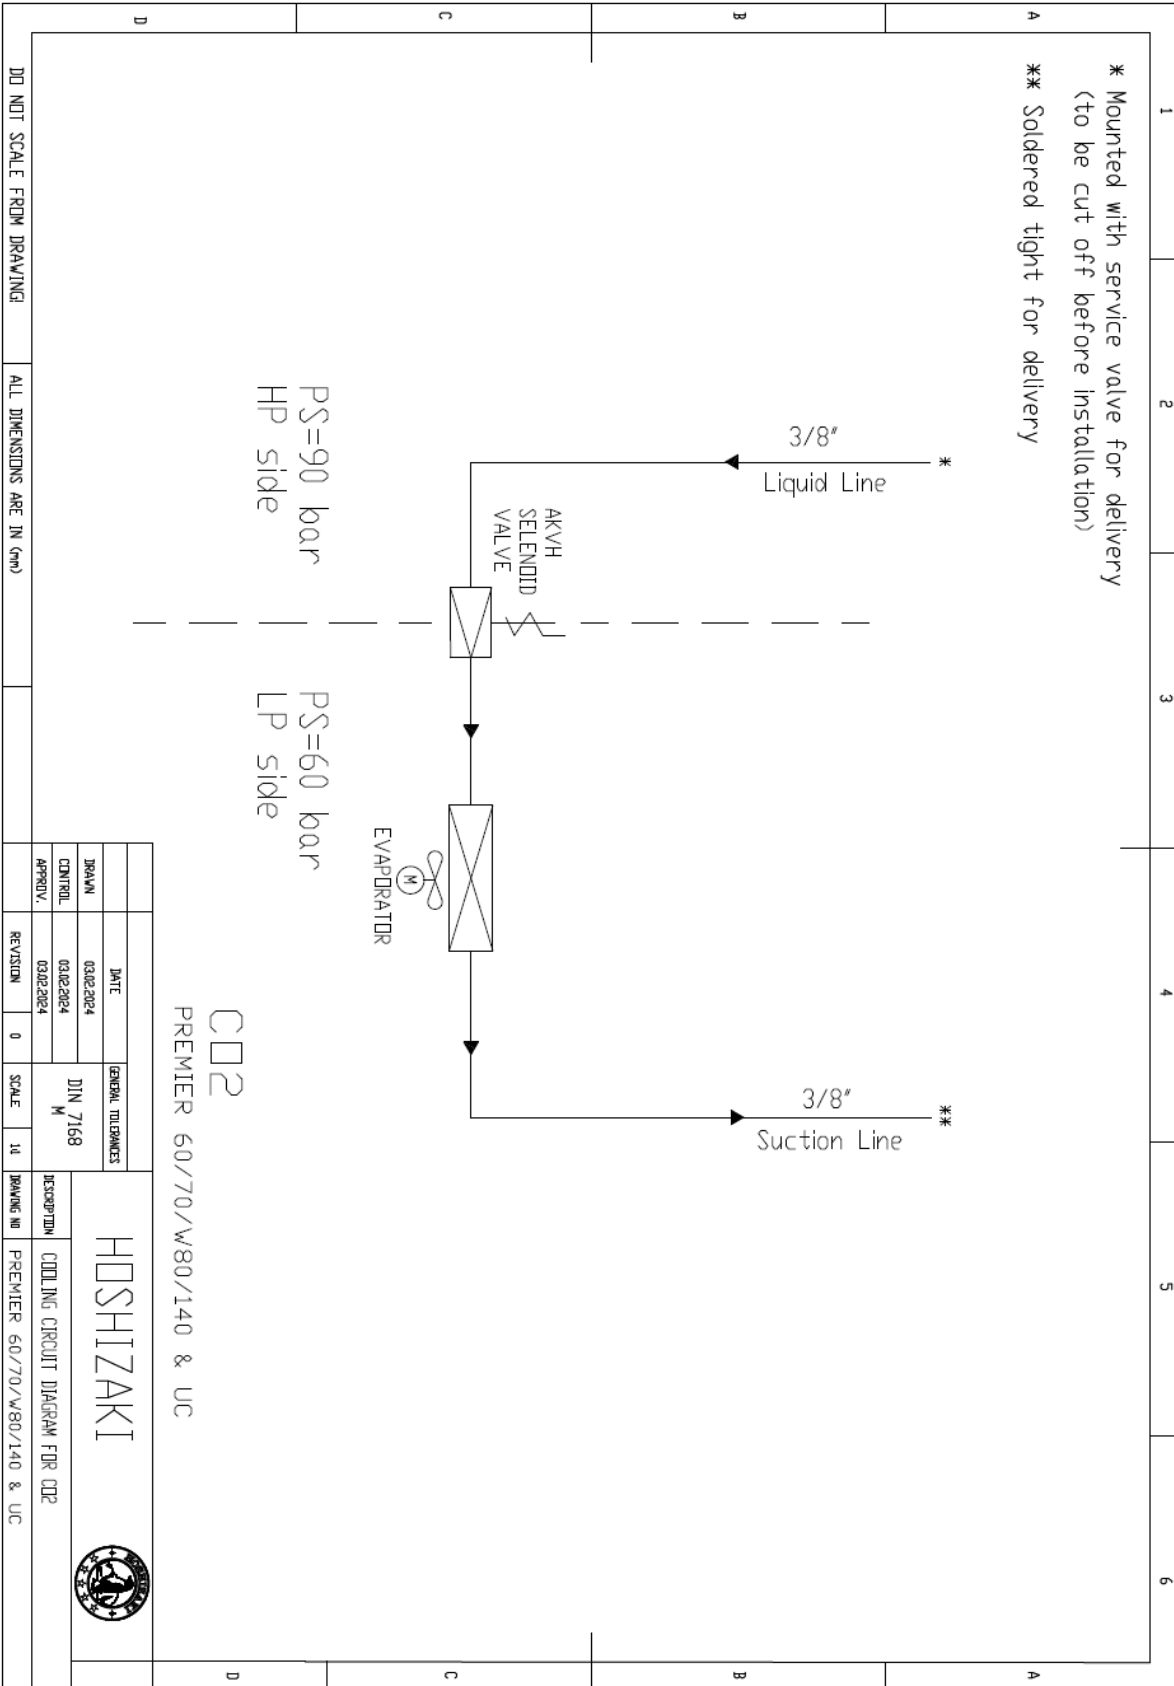 1
2
3
4
5
6
A
B
C
D
A
B
C
D
* Mounted with service valve for delivery
(to be cut off before installation)
** Soldered tight for delivery
*
3/8"
Liquid Line
**
3/8"
Suction Line
AKVH
SELENOID
VALVE
EVAPORATOR
M
PS=90 bar
HP side
PS=60 bar
LP side
CO2
PREMIER 60/70/W80/140 & UC
DATE
GENERAL TOLERANCES
DRAWN
03.02.2024
CONTROL
03.02.2024
DIN 7168
M
APPROV.
03.02.2024
HOSHIZAKI
HOSHIZAKI
DESCRIPTION
COOLING CIRCUIT DIAGRAM FOR CO2
DO NOT SCALE FROM DRAWING!
ALL DIMENSIONS ARE IN (mm)
REVISION
0
SCALE
1:1
DRAWING NO
PREMIER 60/70/W80/140 & UC